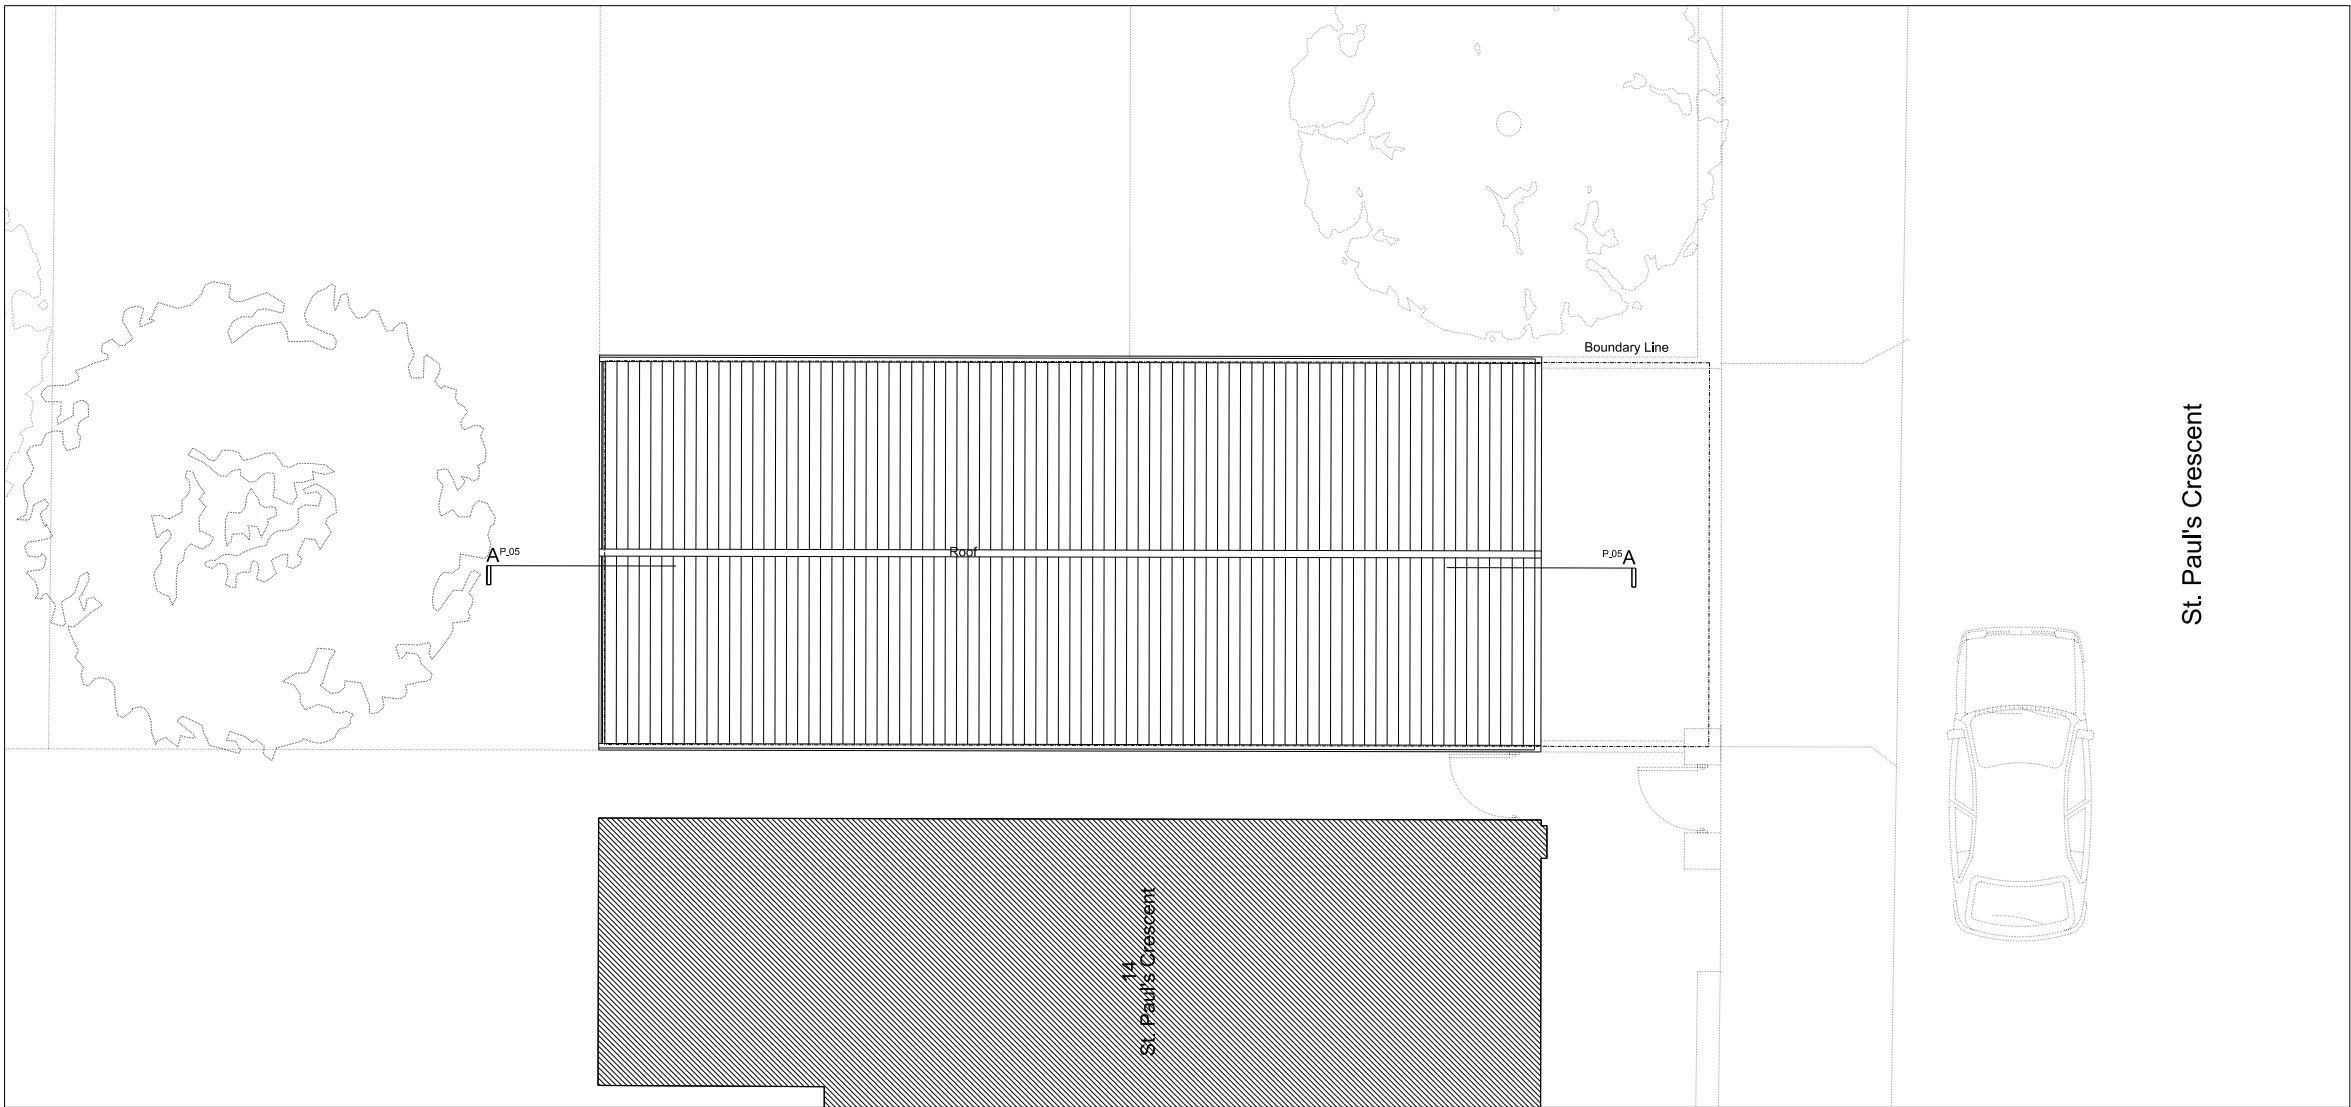 Boundary Line
St. Paul's Crescent
A P_05
Roof
P_05 A
14
St. Paul's Crescent